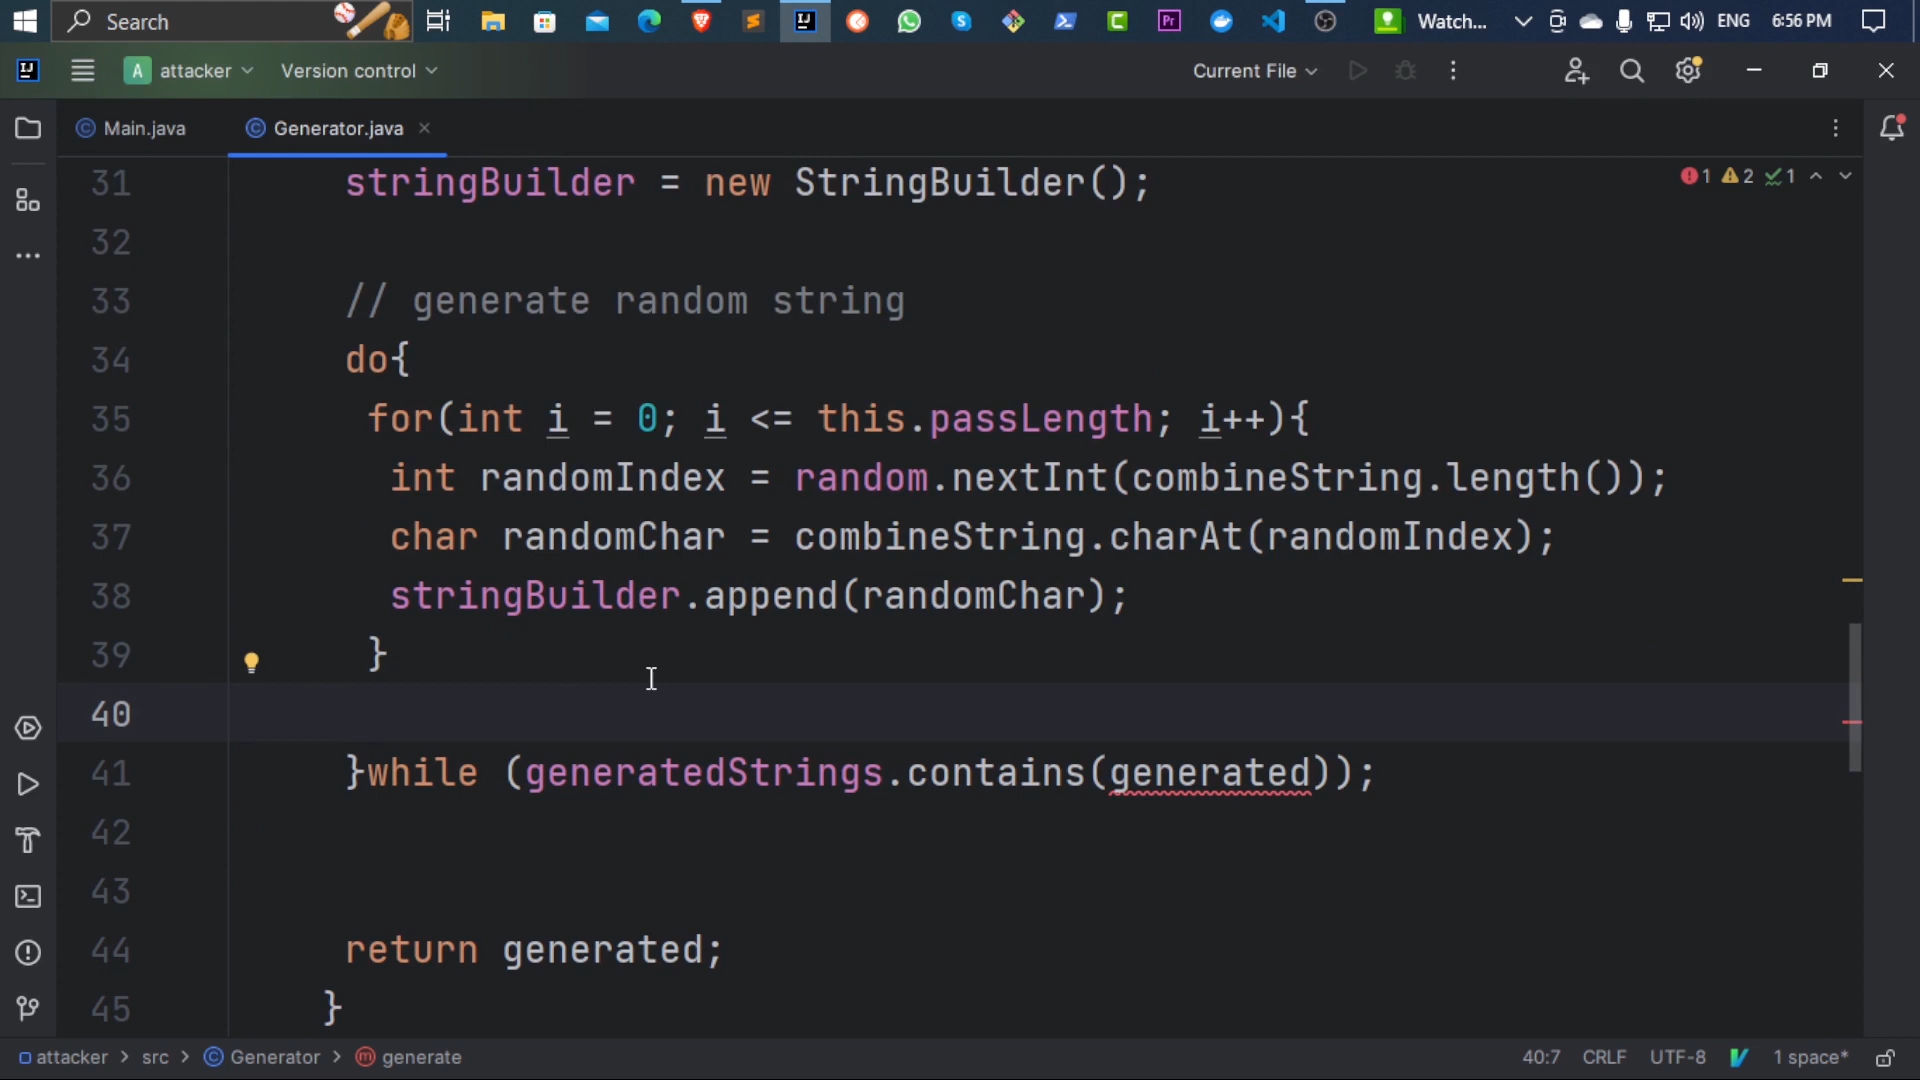 Search
Watch...
ENG
6:56 PM
IJ
A attacker
Version control
Current File
Main.java
Generator.java
1 2 1
31 stringBuilder = new StringBuilder();
32
33 // generate random string
34 do{
35 for(int i = 0; i <= this.passLength; i++){
36 int randomIndex = random.nextInt(combineString.length());
37 char randomChar = combineString.charAt(randomIndex);
38 stringBuilder.append(randomChar);
39 }
40
41 }while (generatedStrings.contains(generated));
42
43
44 return generated;
45 }
attacker > src > Generator > generate
40:7 CRLF UTF-8 1 space*